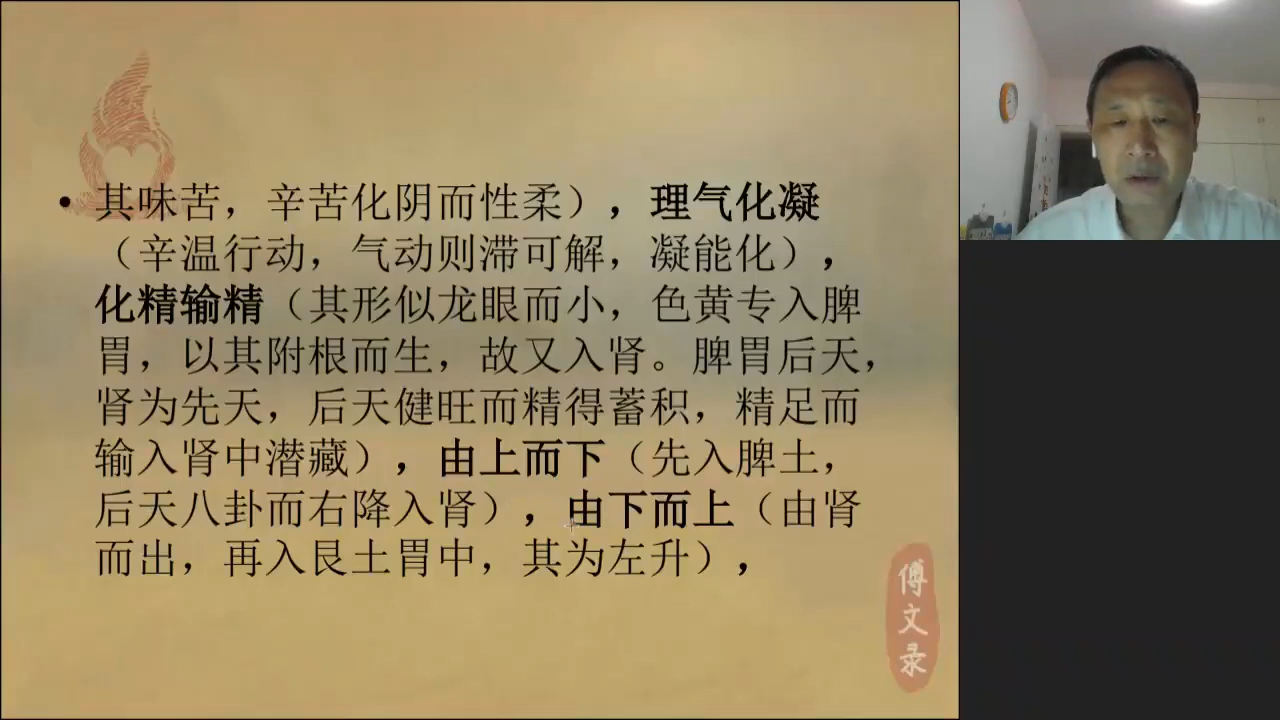 • 其味苦，辛苦化阴而性柔），理气化凝
（辛温行动，气动则滞可解，凝能化），
化精输精（其形似龙眼而小，色黄专入脾
胃，以其附根而生，故又入肾。脾胃后天，
肾为先天，后天健旺而精得蓄积，精足而
输入肾中潜藏），由上而下（先入脾土，
后天八卦而右降入肾），由下而上（由肾
而出，再入艮土胃中，其为左升），
傅文录